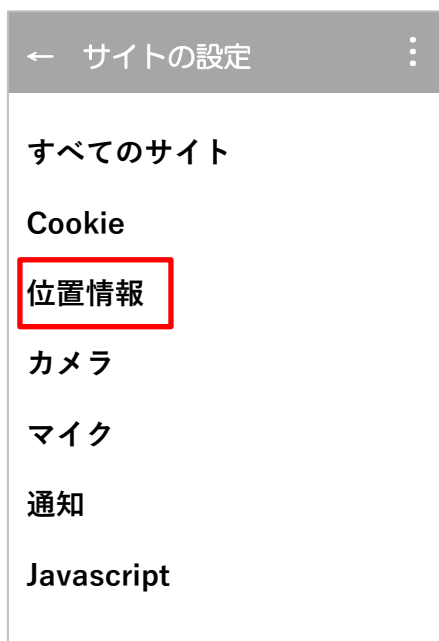 ← サイトの設定
すべてのサイト
Cookie
位置情報
カメラ
マイク
通知
Javascript